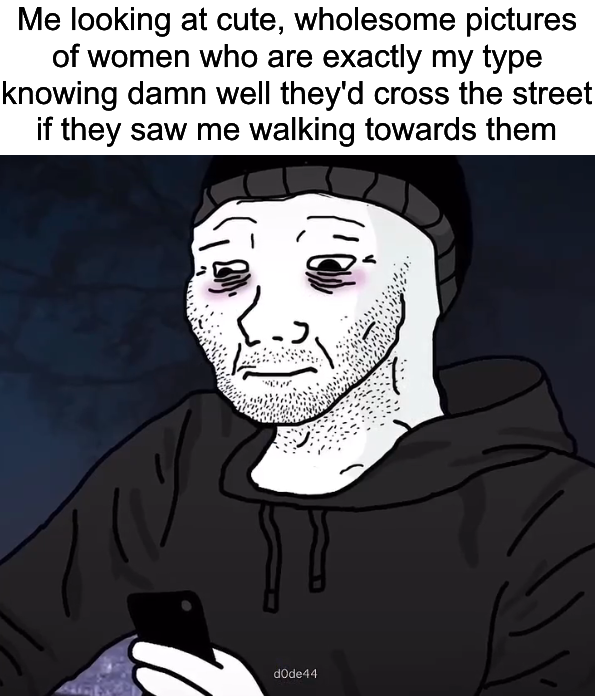 Me looking at cute, wholesome pictures
of women who are exactly my type
knowing damn well they'd cross the street
if they saw me walking towards them
d0de44